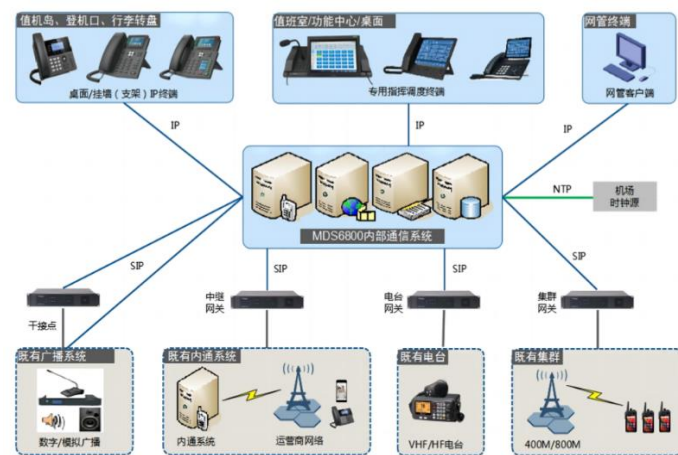 值机岛、登机口、行李转盘
值班室/功能中心/桌面
网管终端
桌面/挂墙（支架）IP终端
专用指挥调度终端
网管客户端
IP
IP
IP
NTP
机场
时钟源
MDS6800内部通信系统
SIP
SIP
SIP
SIP
中继
网关
电台
网关
集群
网关
干接点
既有广播系统
既有内通系统
既有电台
既有集群
数字/模拟广播
内通系统
运营商网络
VHF/HF电台
400M/800M